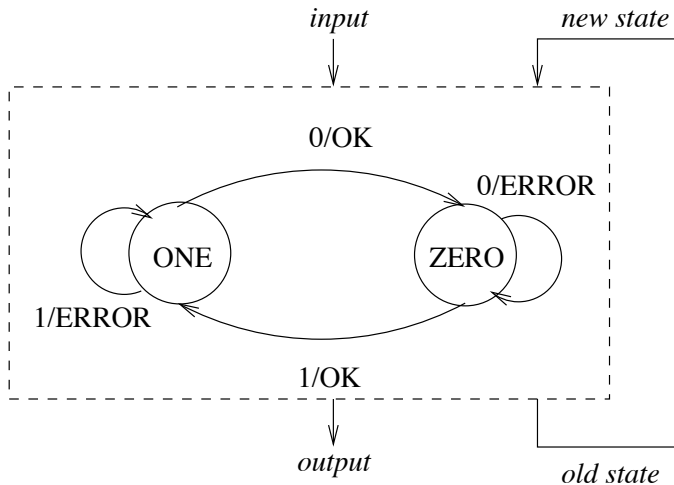 input
new state
0/OK
0/ERROR
ONE
ZERO
1/ERROR
1/OK
output
old state